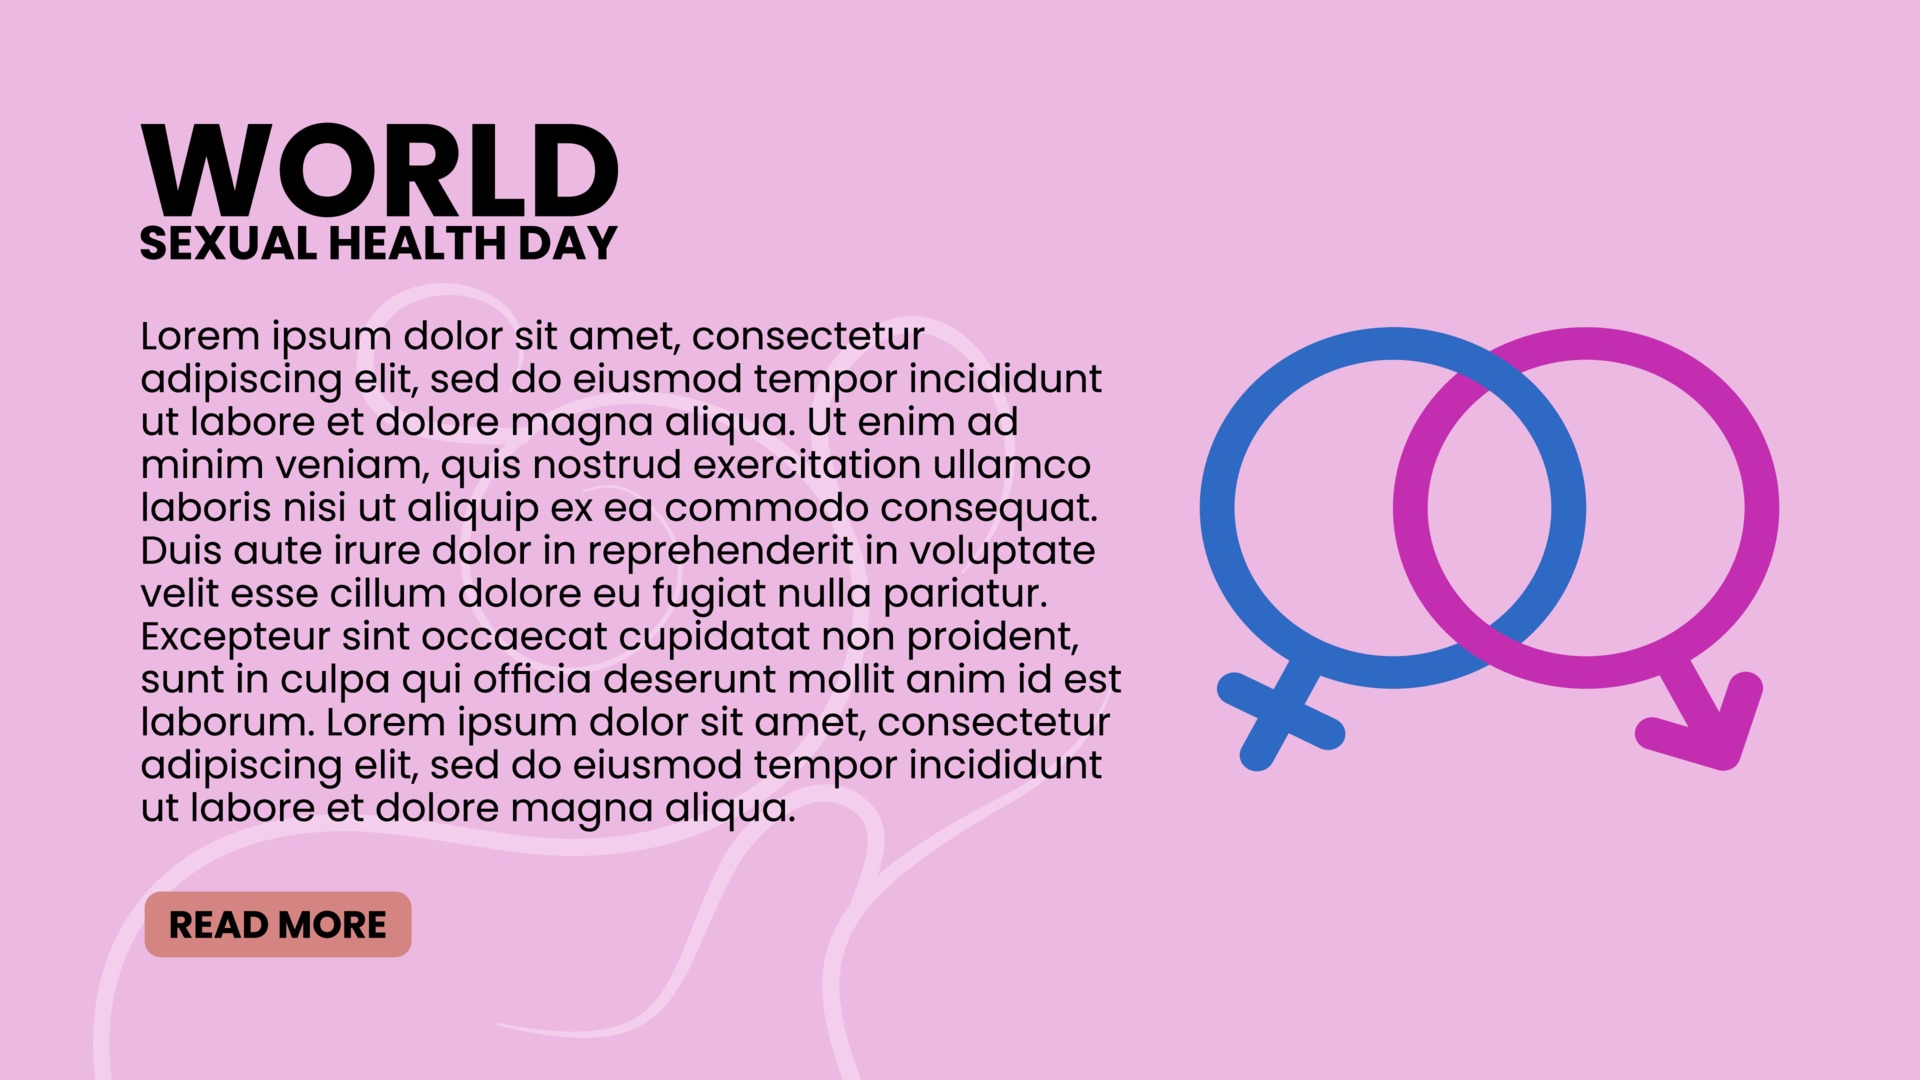 WORLD
SEXUAL HEALTH DAY
Lorem ipsum dolor sit amet, consectetur
adipiscing elit, sed do eiusmod tempor incididunt
ut labore et dolore magna aliqua. Ut enim ad
minim veniam, quis nostrud exercitation ullamco
laboris nisi ut aliquip ex ea commodo consequat.
Duis aute irure dolor in reprehenderit in voluptate
velit esse cillum dolore eu fugiat nulla pariatur.
Excepteur sint occaecat cupidatat non proident,
sunt in culpa qui officia deserunt mollit anim id est
laborum. Lorem ipsum dolor sit amet, consectetur
adipiscing elit, sed do eiusmod tempor incididunt
ut labore et dolore magna aliqua.
READ MORE